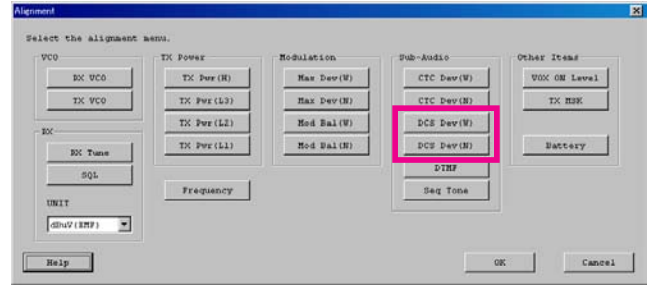 Alignment
Select the alignment menu.
VCO
RX VCO
TX VCO
RX
RX Tune
SQL
UNIT
dBuV(EMF)
TX Power
TX Pwr(H)
TX Pwr(L3)
TX Pwr(L2)
TX Pwr(L1)
Frequency
Modulation
Max Dev(W)
Max Dev(N)
Mod Bal(W)
Mod Bal(N)
Sub-Audio
CTC Dev(W)
CTC Dev(N)
DCS Dev(W)
DCS Dev(N)
DTMF
Seq Tone
Other Items
VOX ON Level
TX MSK
Battery
Help
OK
Cancel